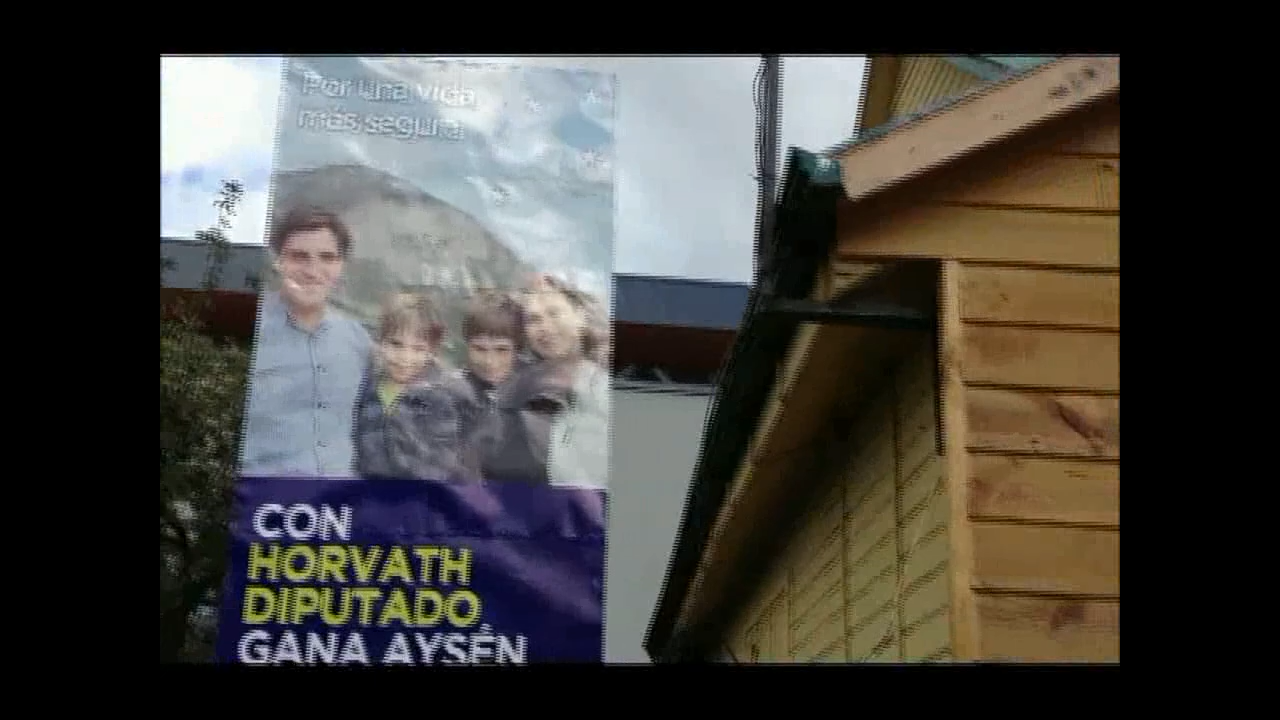 Por una vida
más segura
CON
HORVATH
DIPUTADO
GANA AYSÉN